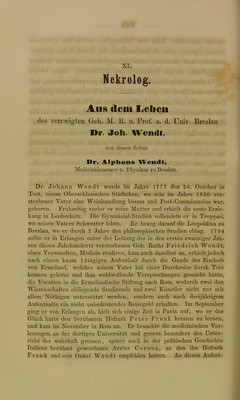 XI.
Nekrolog.
Aus dem Leben
des verewigten Geh. M. R. u. Prof. a. d. Univ. Breslau
Dr. Joh. Wendt,
von dessen Sohne
Dr. Alphons Wendt,
Medicinalassessor u. Physikus zu Breslau.
Dr. Johann Wendt wurde im Jahre 1777 den 26. October in
Tost, einem Oberschlesischen Städtchen, wo sein im Jahre 1820 ver-
storbener Vater eine Weinhandlung besass und Post-Commissarius war,
geboren. Frühzeitig verlor er seine Mutter und erhielt die erste Erzie-
hung in Leobschütz. Die Gymnasial-Studien vollendete er in Troppau,
wo seines Vaters Schwester lebte. Er bezog darauf die Leopoldina zu
Breslau, wo er durch 2 Jahre den philosophischen Studien oblag. 1794
sollte er in Erlangen unter der Leitung des in den ersten zwanziger Jah-
ren dieses Jahrhunderts verstorbenen Geh. Raths Friedrich Wendt,
eines Verwandten, Medicin studiren, kam auch daselbst an, erhielt jedoch
nach einem kaum 14tägigen Aufenthalt durch die Gnade des Bischofs
von Ermeland, welcher seinen Vater bei einer Durchreise durch Tost
kennen gelernt und ihm wohlwollende Versprechungen gemacht hatte,
die Vocation in die Ermeländische Stiftung nach Rom, wodurch zwei den
Wissenschaften obliegende Studirende und zwei Künstler nicht nur mit
allem Nöthigen unterstützt werden, sondern auch nach dreijährigem
Aufenthalte ein nicht unbedeutendes Reisegeld erhalten. Im September
ging er von Erlangen ab, hielt sich einige Zeit in Pavia auf, wo er das
Glück hatte den berühmten Hofrath Peter Frank kennen zu lernen,
und kam im November in Rom an. Er besuchte die medicinischen Vor-
lesungen an der dortigen Universität und genoss besonders den Unter-
richt des wahrhaft grossen, später auch in der politischen Geschichte
Italiens berühmt gewordenen Arztes Corona, an den ihn Hofrath
Frank und sein Onkel Wendt empfohlen hatten. An diesem Aufent-